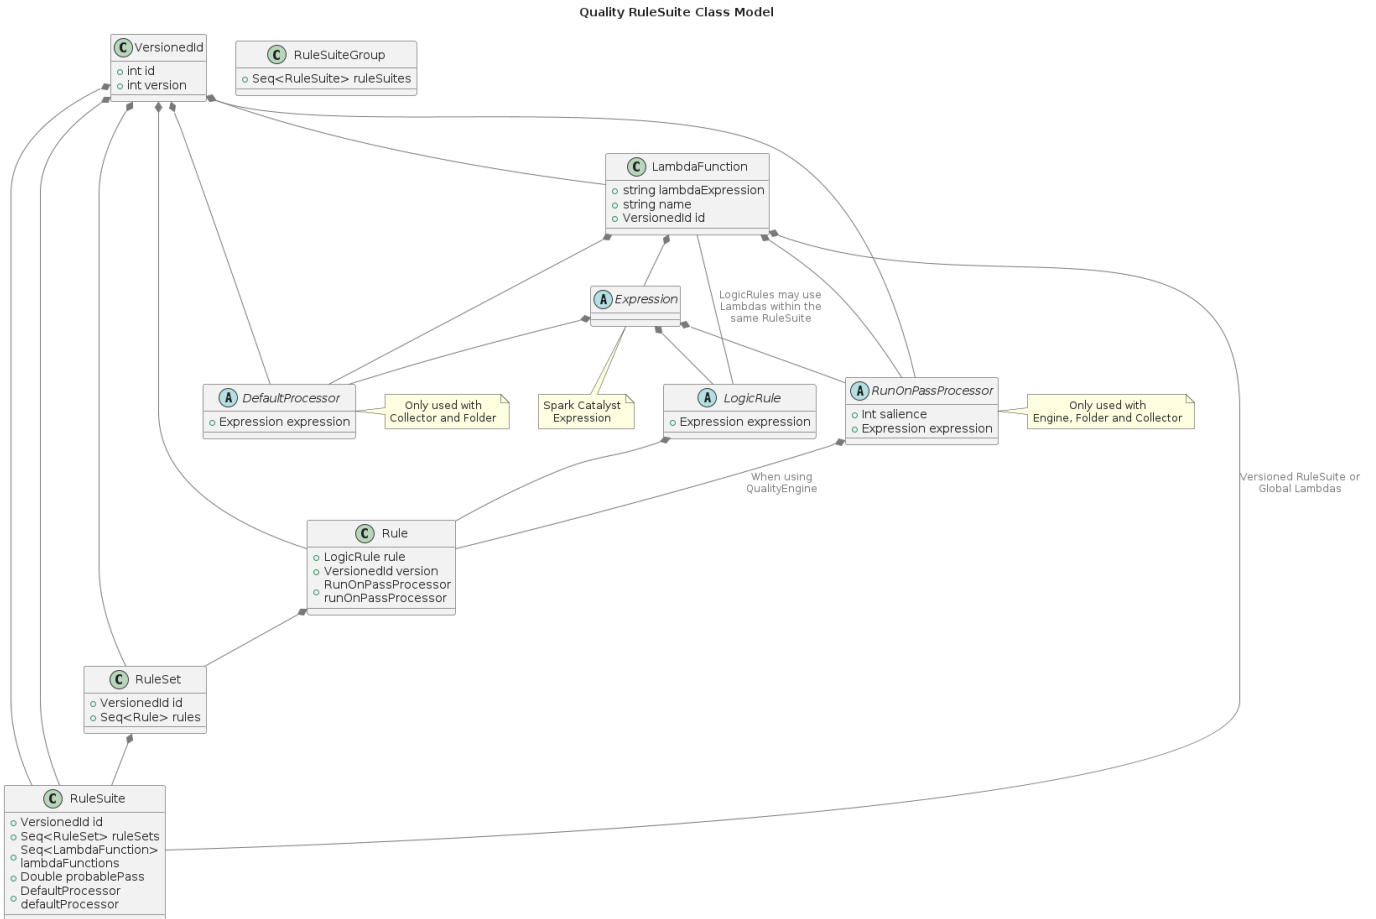 Quality RuleSuite Class Model
C VersionedId
int id
int version
C RuleSuiteGroup
Seq<RuleSuite> ruleSuites
C LambdaFunction
string lambdaExpression
string name
VersionedId id
A Expression
LogicRules may use
Lambdas within the
same RuleSuite
A DefaultProcessor
Expression expression
Only used with
Collector and Folder
Spark Catalyst
Expression
A LogicRule
Expression expression
A RunOnPassProcessor
Int salience
Expression expression
Only used with
Engine, Folder and Collector
When using
QualityEngine
Versioned RuleSuite or
Global Lambdas
C Rule
LogicRule rule
VersionedId version
RunOnPassProcessor
runOnPassProcessor
C RuleSet
VersionedId id
Seq<Rule> rules
C RuleSuite
VersionedId id
Seq<RuleSet> ruleSets
Seq<LambdaFunction>
lambdaFunctions
Double probablePass
DefaultProcessor
defaultProcessor